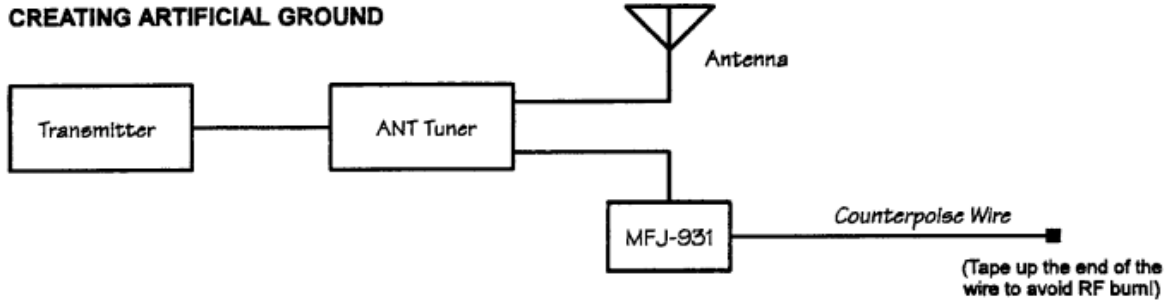 CREATING ARTIFICIAL GROUND
Antenna
Transmitter
ANT Tuner
MFJ-931
Counterpoise Wire
(Tape up the end of the
wire to avoid RF burn!)